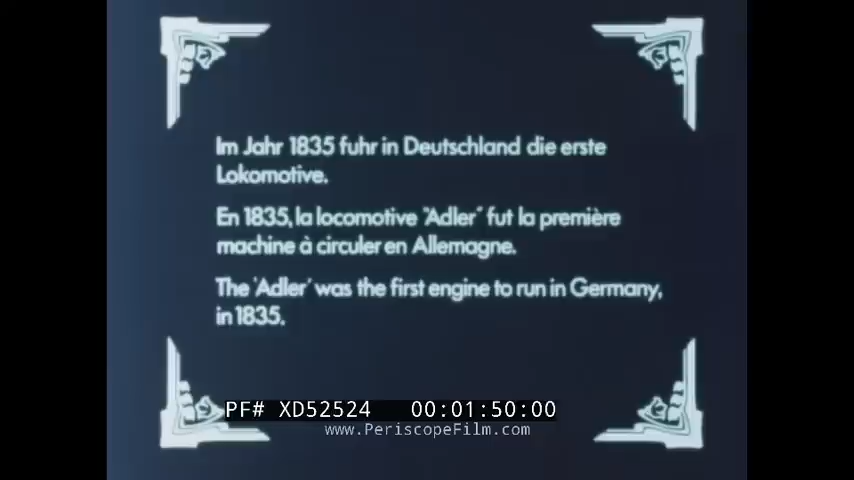 Im Jahr 1835 fuhr in Deutschland die erste
Lokomotive.
En 1835, la locomotive "Adler" fut la première
machine à circuler en Allemagne.
The 'Adler' was the first engine to run in Germany,
in 1835.
PF# XD52524 00:01:50:00
www.PeriscopeFilm.com